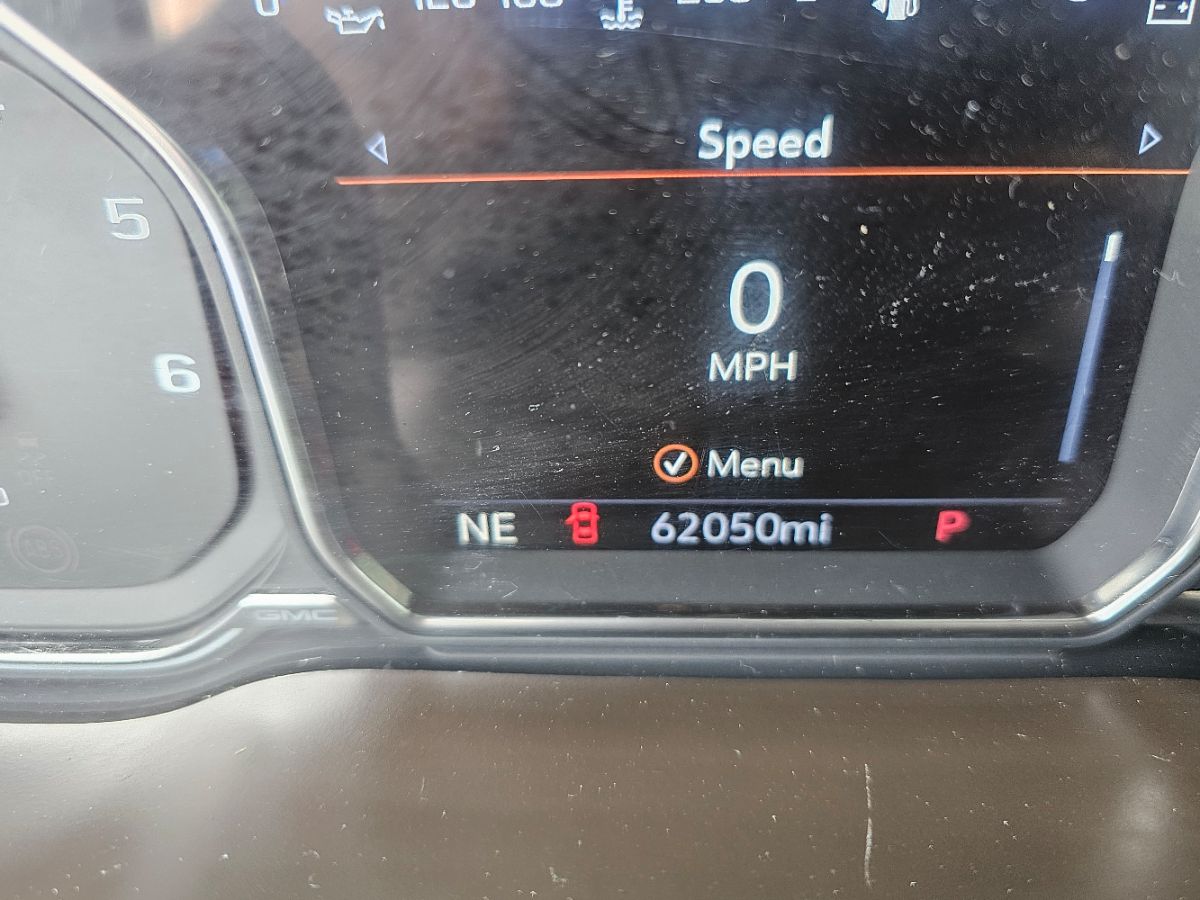 Speed
5
0
6
MPH
Menu
NE 62050mi P
GMC